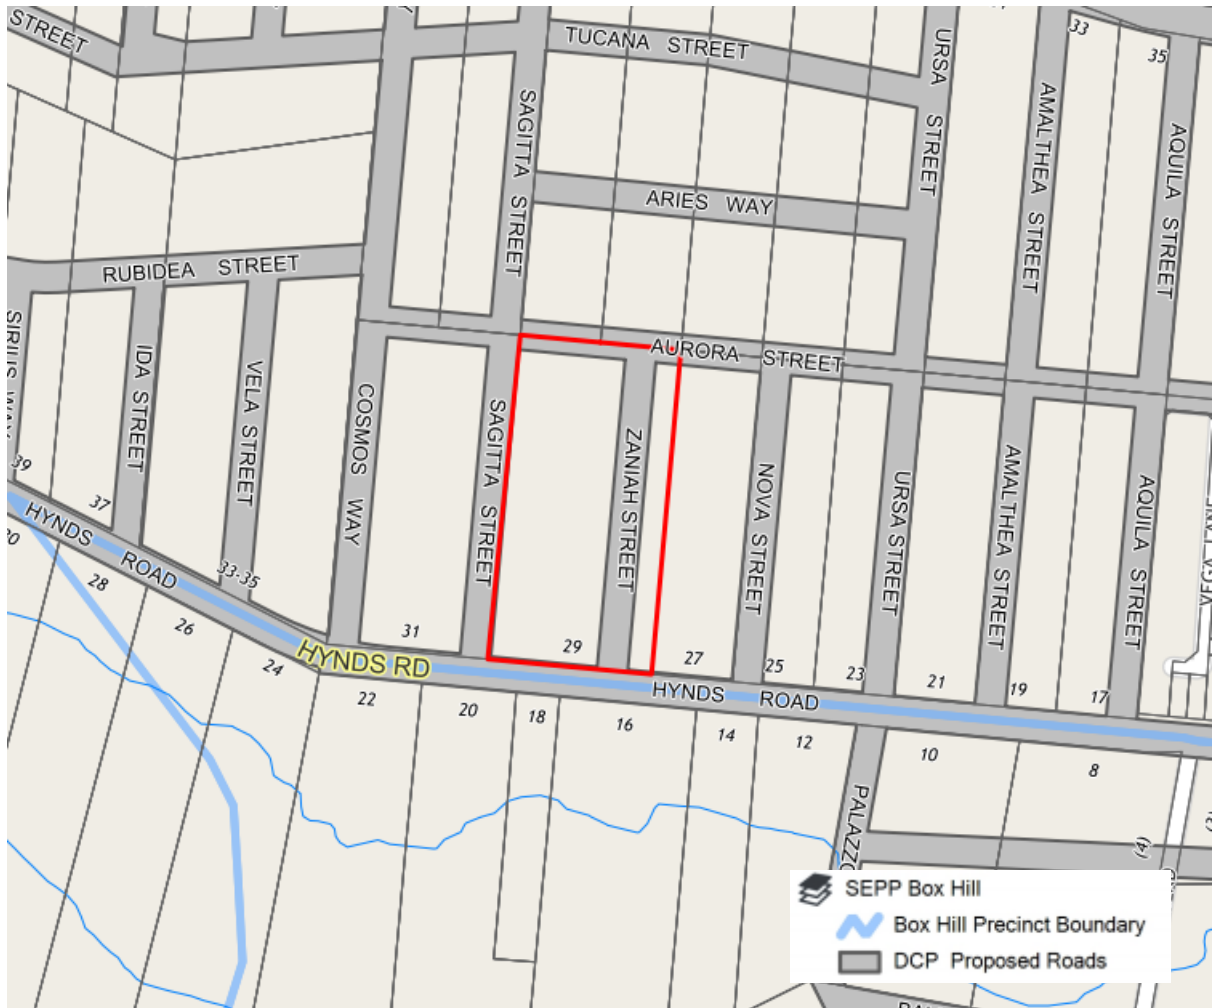 STREET
TUCANA STREET
33
35
URSA STREET
SAGITTA STREET
AMALTHEA STREET
AQUILA STREET
ARIES WAY
RUBIDEA STREET
AURORA STREET
SIRIUS WAY
IDA STREET
VELA STREET
COSMOS WAY
SAGITTA STREET
ZANIAH STREET
NOVA STREET
URSA STREET
AMALTHEA STREET
AQUILA STREET
39
37
33-35
31
29
27
25
23
21
19
17
HYNDS ROAD
HYNDS RD
HYNDS ROAD
28
26
24
22
20
18
16
14
12
10
8
(4)
SEPP Box Hill
Box Hill Precinct Boundary
DCP Proposed Roads